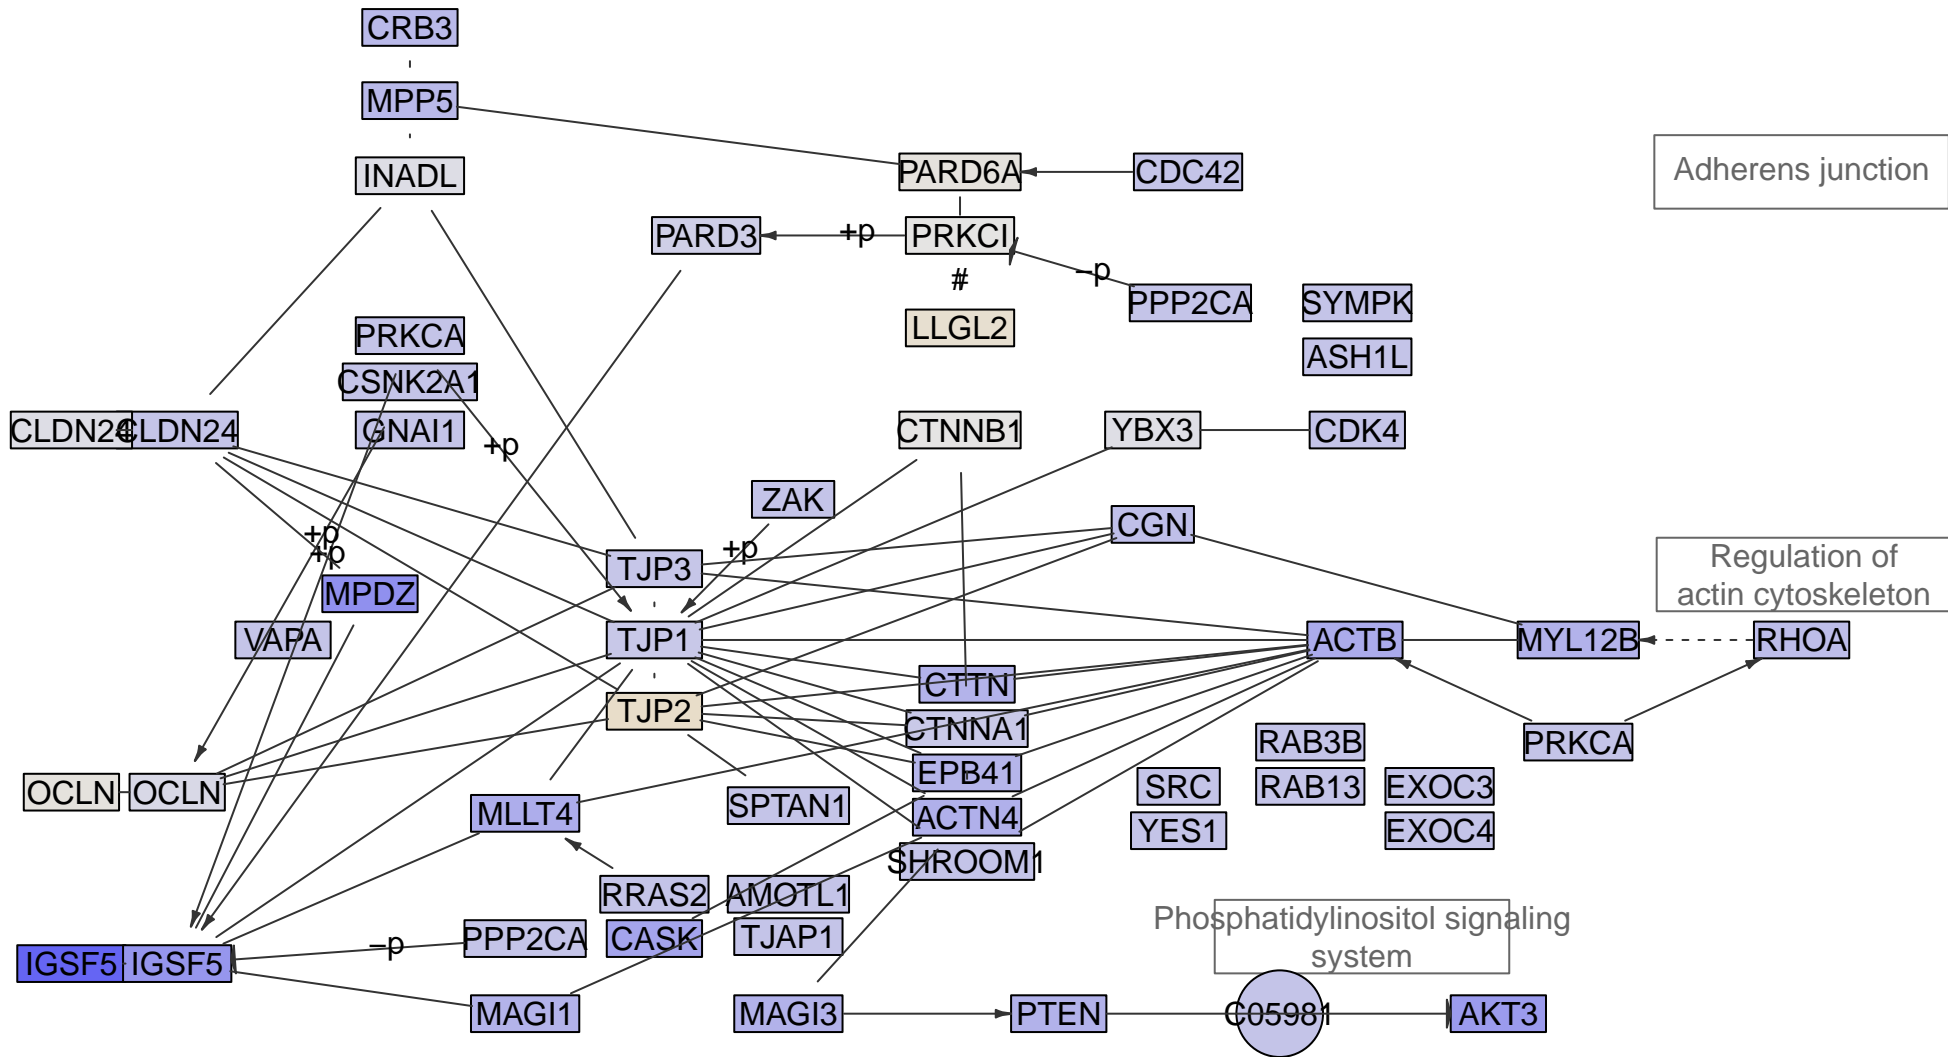 CRB3
MPP5
INADL
PARD6A
CDC42
Adherens junction
PARD3
+p
PRKCI
–p
#
PPP2CA
SYMPK
LLGL2
ASH1L
PRKCA
CSNK2A1
CLDN24
CLDN24
GNAI1
+p
CTNNB1
YBX3
CDK4
ZAK
CGN
+p
+p
+p
TJP3
MPDZ
Regulation of
actin cytoskeleton
VAPA
TJP1
ACTB
MYL12B
RHOA
CTTN
TJP2
CTNNA1
RAB3B
PRKCA
EPB41
OCLN
OCLN
SRC
RAB13
EXOC3
MLLT4
SPTAN1
ACTN4
YES1
EXOC4
SHROOM1
RRAS2
AMOTL1
Phosphatidylinositol signaling
system
PPP2CA
CASK
TJAP1
–p
IGSF5
IGSF5
MAGI1
MAGI3
PTEN
C05981
AKT3